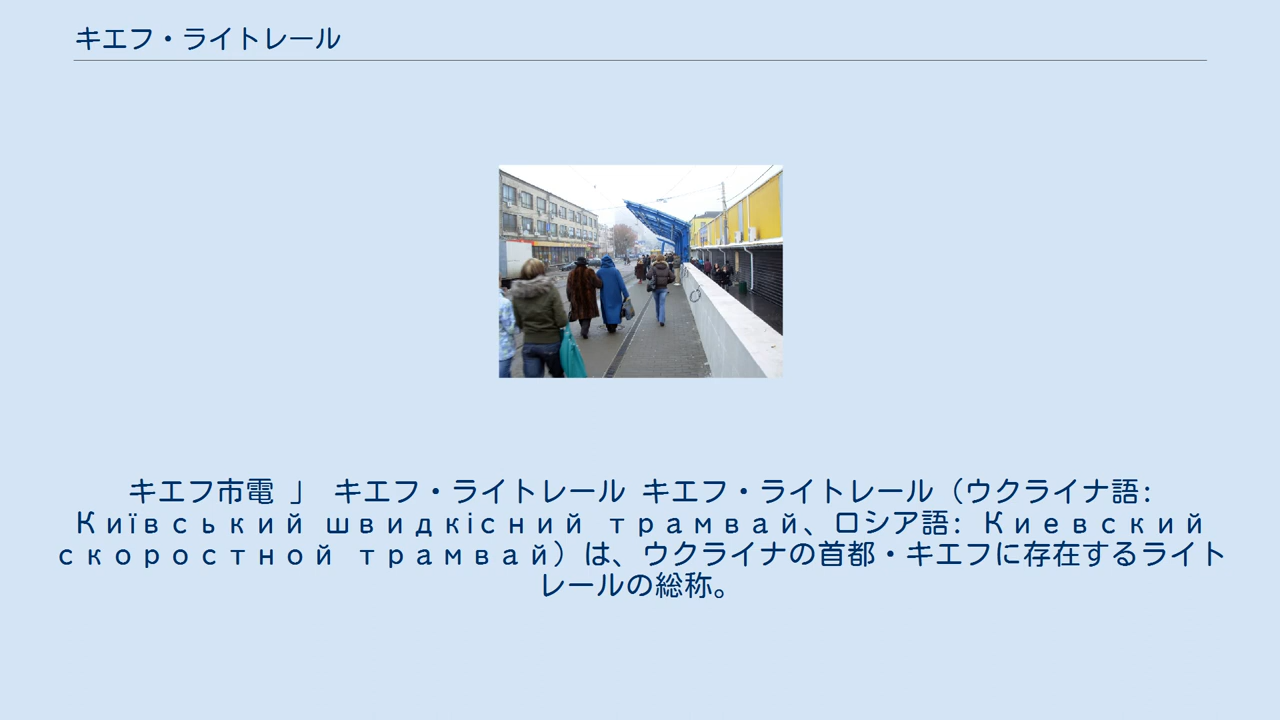 キエフ・ライトレール
キエフ市電 」 キエフ・ライトレール キエフ・ライトレール（ウクライナ語:
Київський швидкісний трамвай、ロシア語: Киевский
скоростной трамвай）は、ウクライナの首都・キエフに存在するライト
レールの総称。